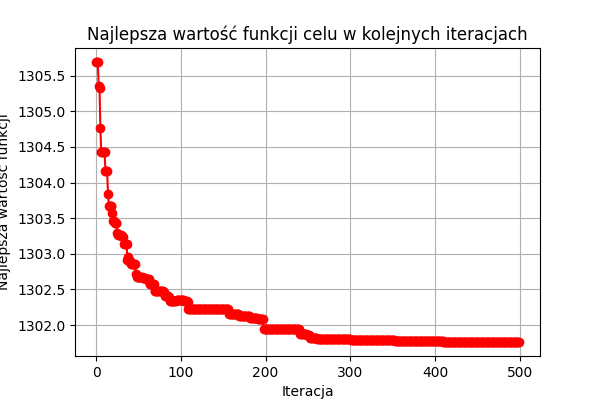 Najlepsza wartość funkcji celu w kolejnych iteracjach
Najlepsza wartość funkcji
1305.5
1305.0
1304.5
1304.0
1303.5
1303.0
1302.5
1302.0
0 100 200 300 400 500
Iteracja